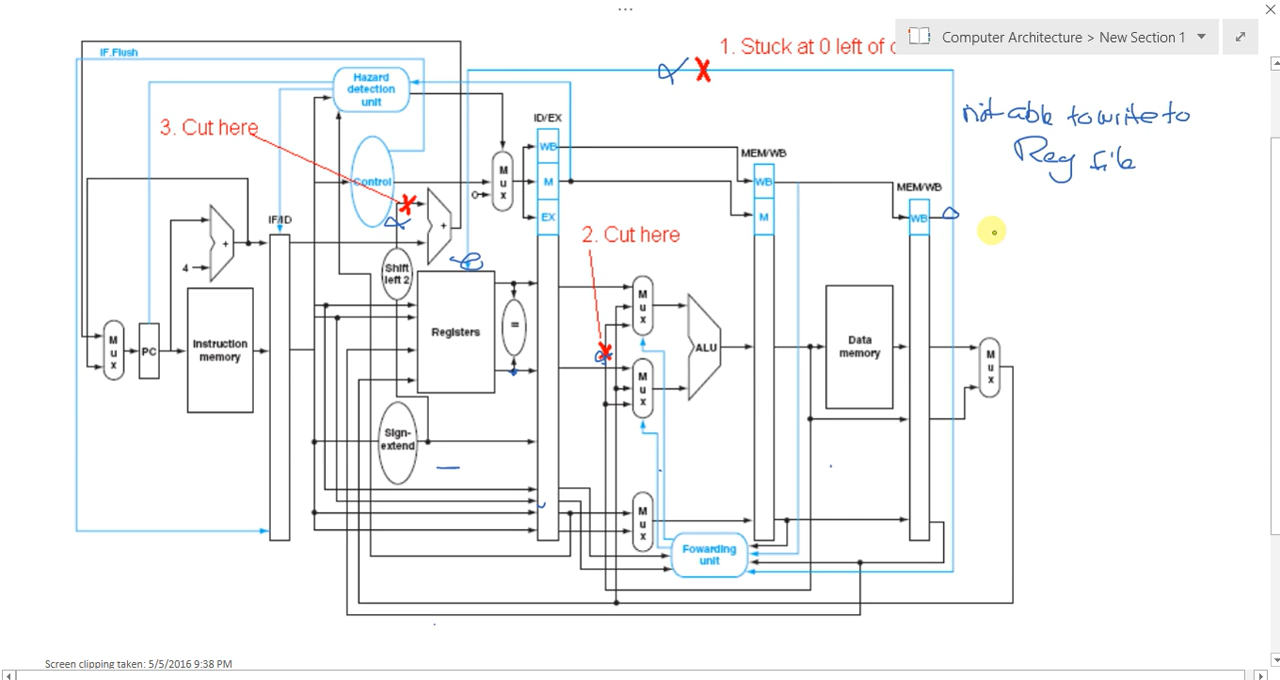 Computer Architecture > New Section 1
1. Stuck at 0 left of
not able to write to
Reg file
IF.Flush
Hazard
detection
unit
3. Cut here
Control
M
u
x
0
ID/EX
WB
M
EX
MEM/WB
WB
M
MEM/WB
WB
2. Cut here
IF/ID
+
4
+
Shift
left 2
M
u
x
PC
Instruction
memory
Registers
=
M
u
x
M
u
x
ALU
Data
memory
M
u
x
Sign-
extend
M
u
x
Fowarding
unit
Screen clipping taken: 5/5/2016 9:38 PM